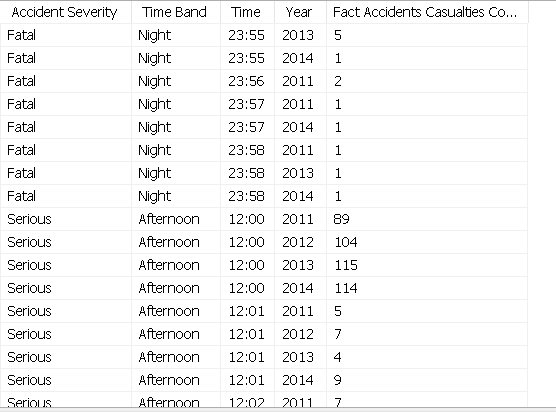 Accident Severity Time Band Time Year Fact Accidents Casualties Co...
Fatal Night 23:55 2013 5
Fatal Night 23:55 2014 1
Fatal Night 23:56 2011 2
Fatal Night 23:57 2011 1
Fatal Night 23:57 2014 1
Fatal Night 23:58 2011 1
Fatal Night 23:58 2013 1
Fatal Night 23:58 2014 1
Serious Afternoon 12:00 2011 89
Serious Afternoon 12:00 2012 104
Serious Afternoon 12:00 2013 115
Serious Afternoon 12:00 2014 114
Serious Afternoon 12:01 2011 5
Serious Afternoon 12:01 2012 7
Serious Afternoon 12:01 2013 4
Serious Afternoon 12:01 2014 9
Serious Afternoon 12:02 2011 7